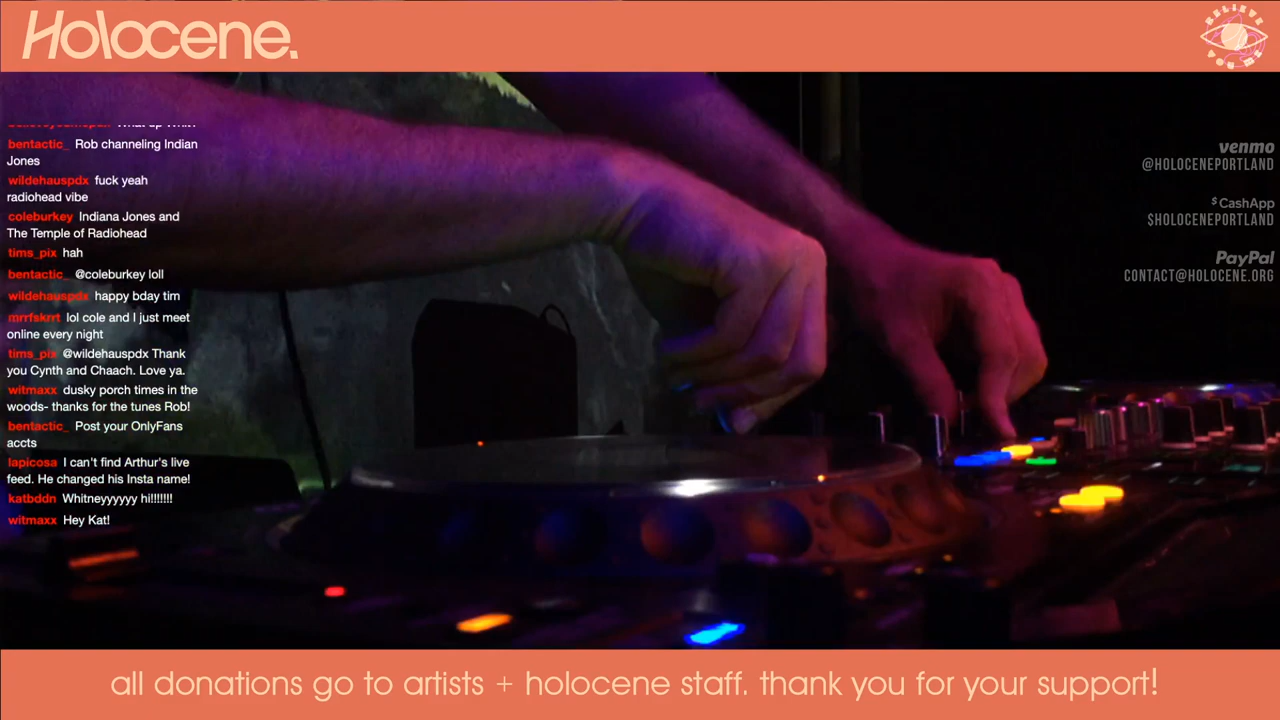 Holocene.
BELIEVE
YOU ME
bentactic_ Rob channeling Indian
Jones
wildehauspdx fuck yeah
radiohead vibe
coleburkey Indiana Jones and
The Temple of Radiohead
tims_pix hah
bentactic_ @coleburkey loll
wildehauspdx happy bday tim
mrrfskrrt lol cole and I just meet
online every night
tims_pix @wildehauspdx Thank
you Cynth and Chaach. Love ya.
witmaxx dusky porch times in the
woods- thanks for the tunes Rob!
bentactic_ Post your OnlyFans
accts
lapicosa I can't find Arthur's live
feed. He changed his Insta name!
katbddn Whitneyyyyyy hi!!!!!!!
witmaxx Hey Kat!
venmo
@HOLOCENEPORTLAND
$CashApp
$HOLOCENEPORTLAND
PayPal
CONTACT@HOLOCENE.ORG
all donations go to artists + holocene staff. thank you for your support!